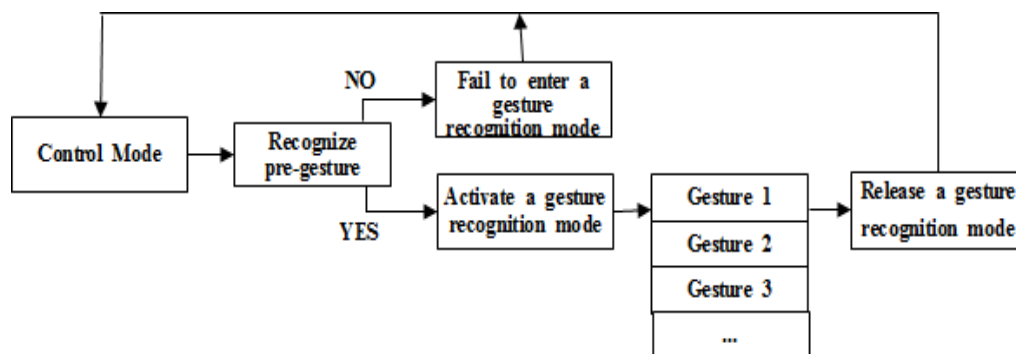 NO
Fail to enter a
gesture
recognition mode
Control Mode
Recognize
pre-gesture
YES
Activate a gesture
recognition mode
Gesture 1
Gesture 2
Gesture 3
...
Release a gesture
recognition mode